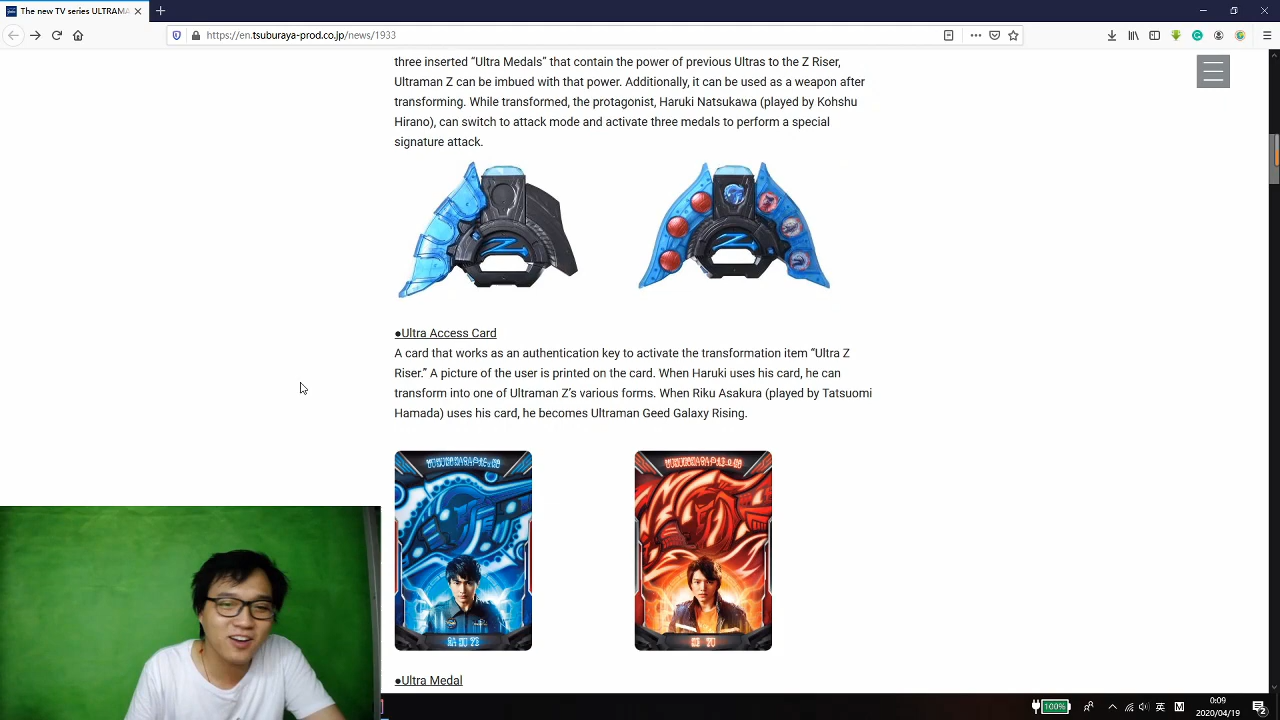 The new TV series ULTRAMA
https://en.tsuburaya-prod.co.jp/news/1933
three inserted “Ultra Medals” that contain the power of previous Ultras to the Z Riser,
Ultraman Z can be imbued with that power. Additionally, it can be used as a weapon after
transforming. While transformed, the protagonist, Haruki Natsukawa (played by Kohshu
Hirano), can switch to attack mode and activate three medals to perform a special
signature attack.
●Ultra Access Card
A card that works as an authentication key to activate the transformation item “Ultra Z
Riser.” A picture of the user is printed on the card. When Haruki uses his card, he can
transform into one of Ultraman Z’s various forms. When Riku Asakura (played by Tatsuomi
Hamada) uses his card, he becomes Ultraman Geed Galaxy Rising.
●Ultra Medal
100%
英
M
0:09
2020/04/19
2